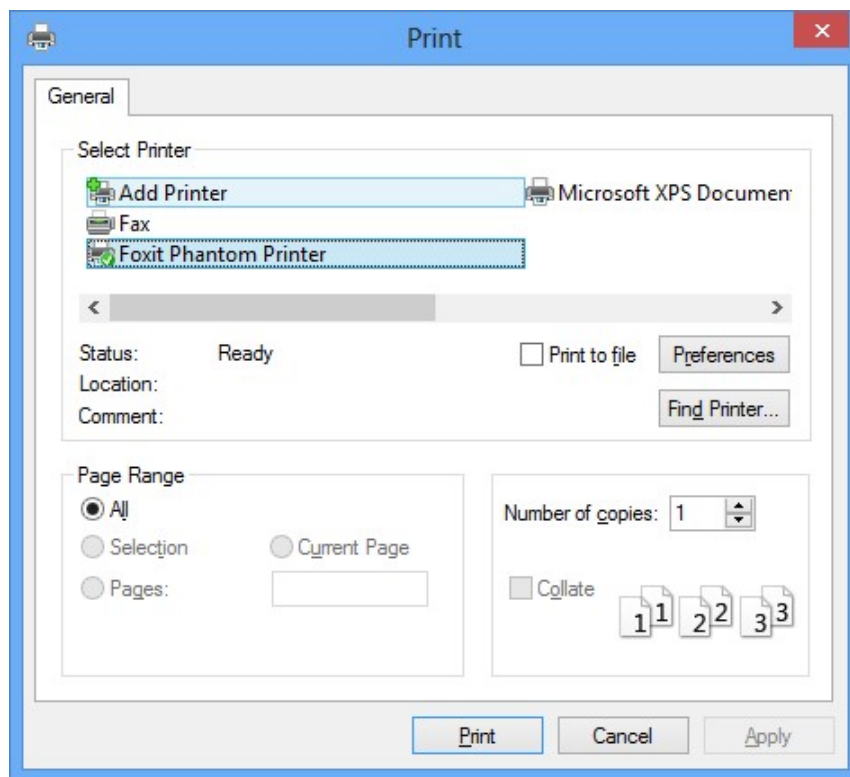 Print
General
Select Printer
Add Printer
Microsoft XPS Documen
Fax
Foxit Phantom Printer
Status: Ready
Print to file
Preferences
Location:
Comment:
Find Printer...
Page Range
All
Selection
Current Page
Pages:
Number of copies: 1
Collate
1 1 2 2 3 3
Print Cancel Apply